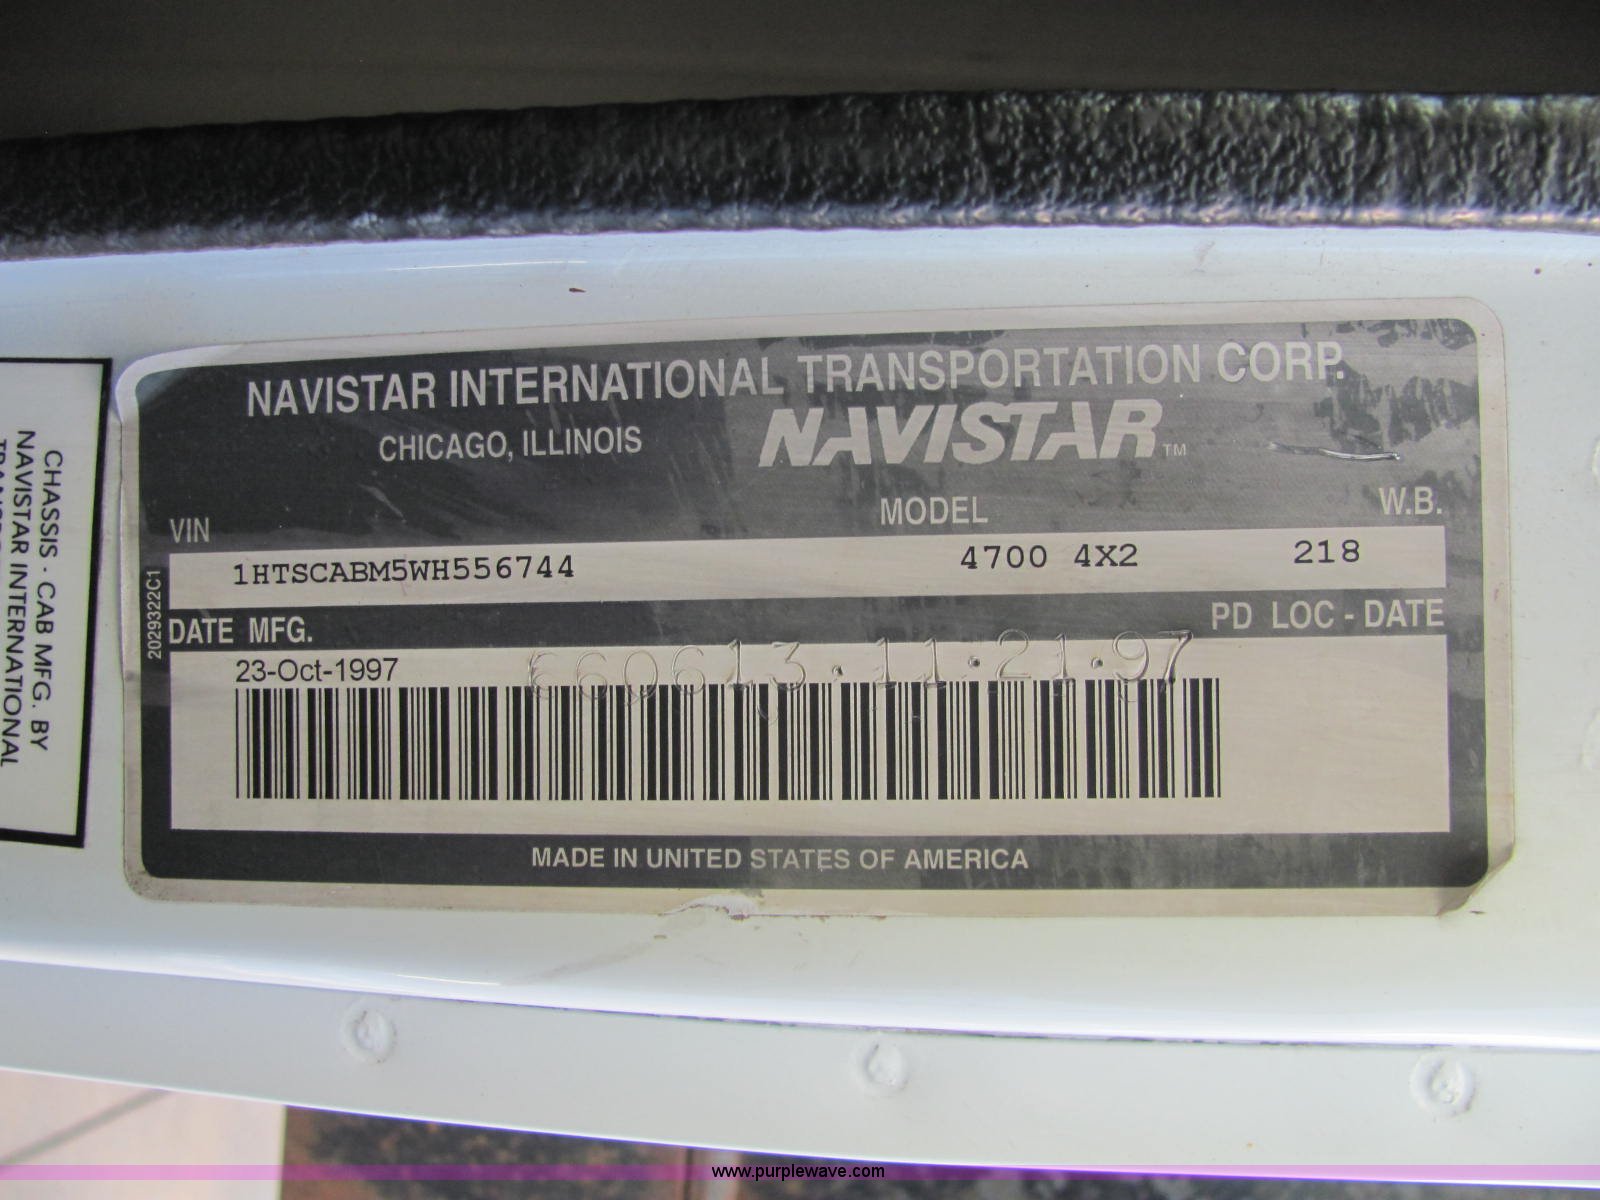 NAVISTAR INTERNATIONAL TRANSPORTATION CORP.
CHICAGO, ILLINOIS
NAVISTAR TM
VIN MODEL W.B.
1HTSCABM5WH556744 4700 4X2 218
2029322C1
DATE MFG. PD LOC - DATE
23-Oct-1997
660613·11·21·97
MADE IN UNITED STATES OF AMERICA
CHASSIS - CAB MFG. BY
NAVISTAR INTERNATIONAL
www.purplewave.com